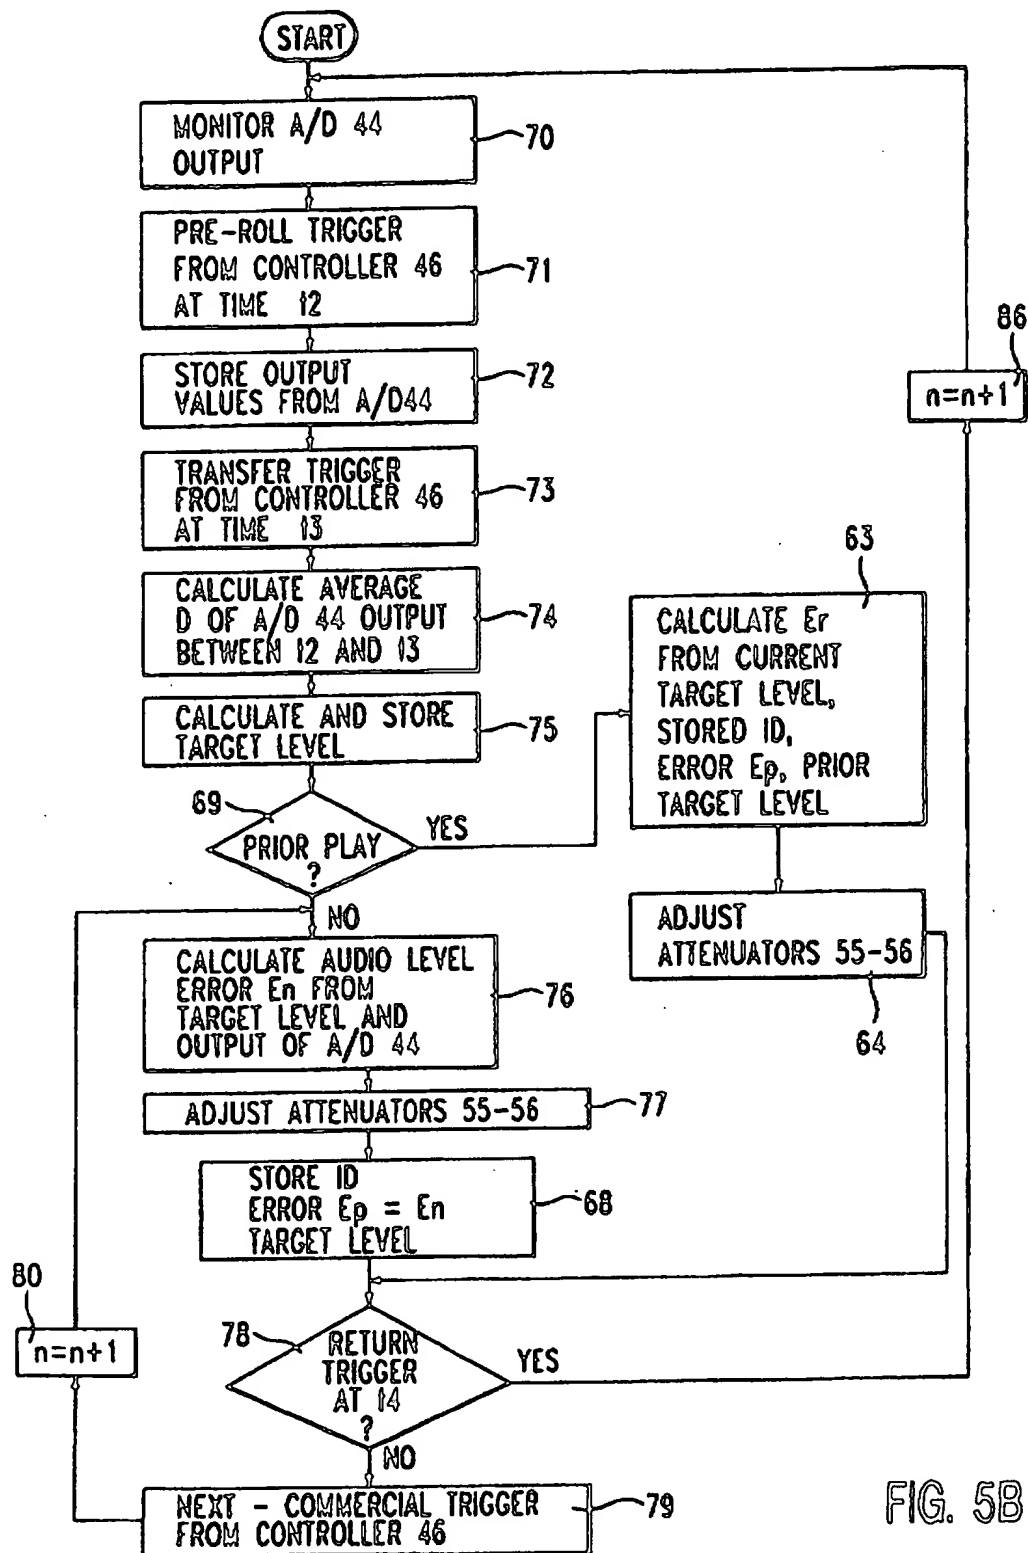 START
MONITOR A/D 44
OUTPUT
70
PRE-ROLL TRIGGER
FROM CONTROLLER 46
AT TIME t2
71
STORE OUTPUT
VALUES FROM A/D44
72
TRANSFER TRIGGER
FROM CONTROLLER 46
AT TIME t3
73
CALCULATE AVERAGE
D OF A/D 44 OUTPUT
BETWEEN t2 AND t3
74
CALCULATE AND STORE
TARGET LEVEL
75
69
PRIOR PLAY
?
YES
NO
63
CALCULATE Er
FROM CURRENT
TARGET LEVEL,
STORED ID,
ERROR Ep, PRIOR
TARGET LEVEL
ADJUST
ATTENUATORS 55-56
64
86
n=n+1
CALCULATE AUDIO LEVEL
ERROR En FROM
TARGET LEVEL AND
OUTPUT OF A/D 44
76
ADJUST ATTENUATORS 55-56
77
STORE ID
ERROR Ep = En
TARGET LEVEL
68
80
n=n+1
78
RETURN
TRIGGER
AT t4
?
YES
NO
NEXT - COMMERCIAL TRIGGER
FROM CONTROLLER 46
79
FIG. 5B